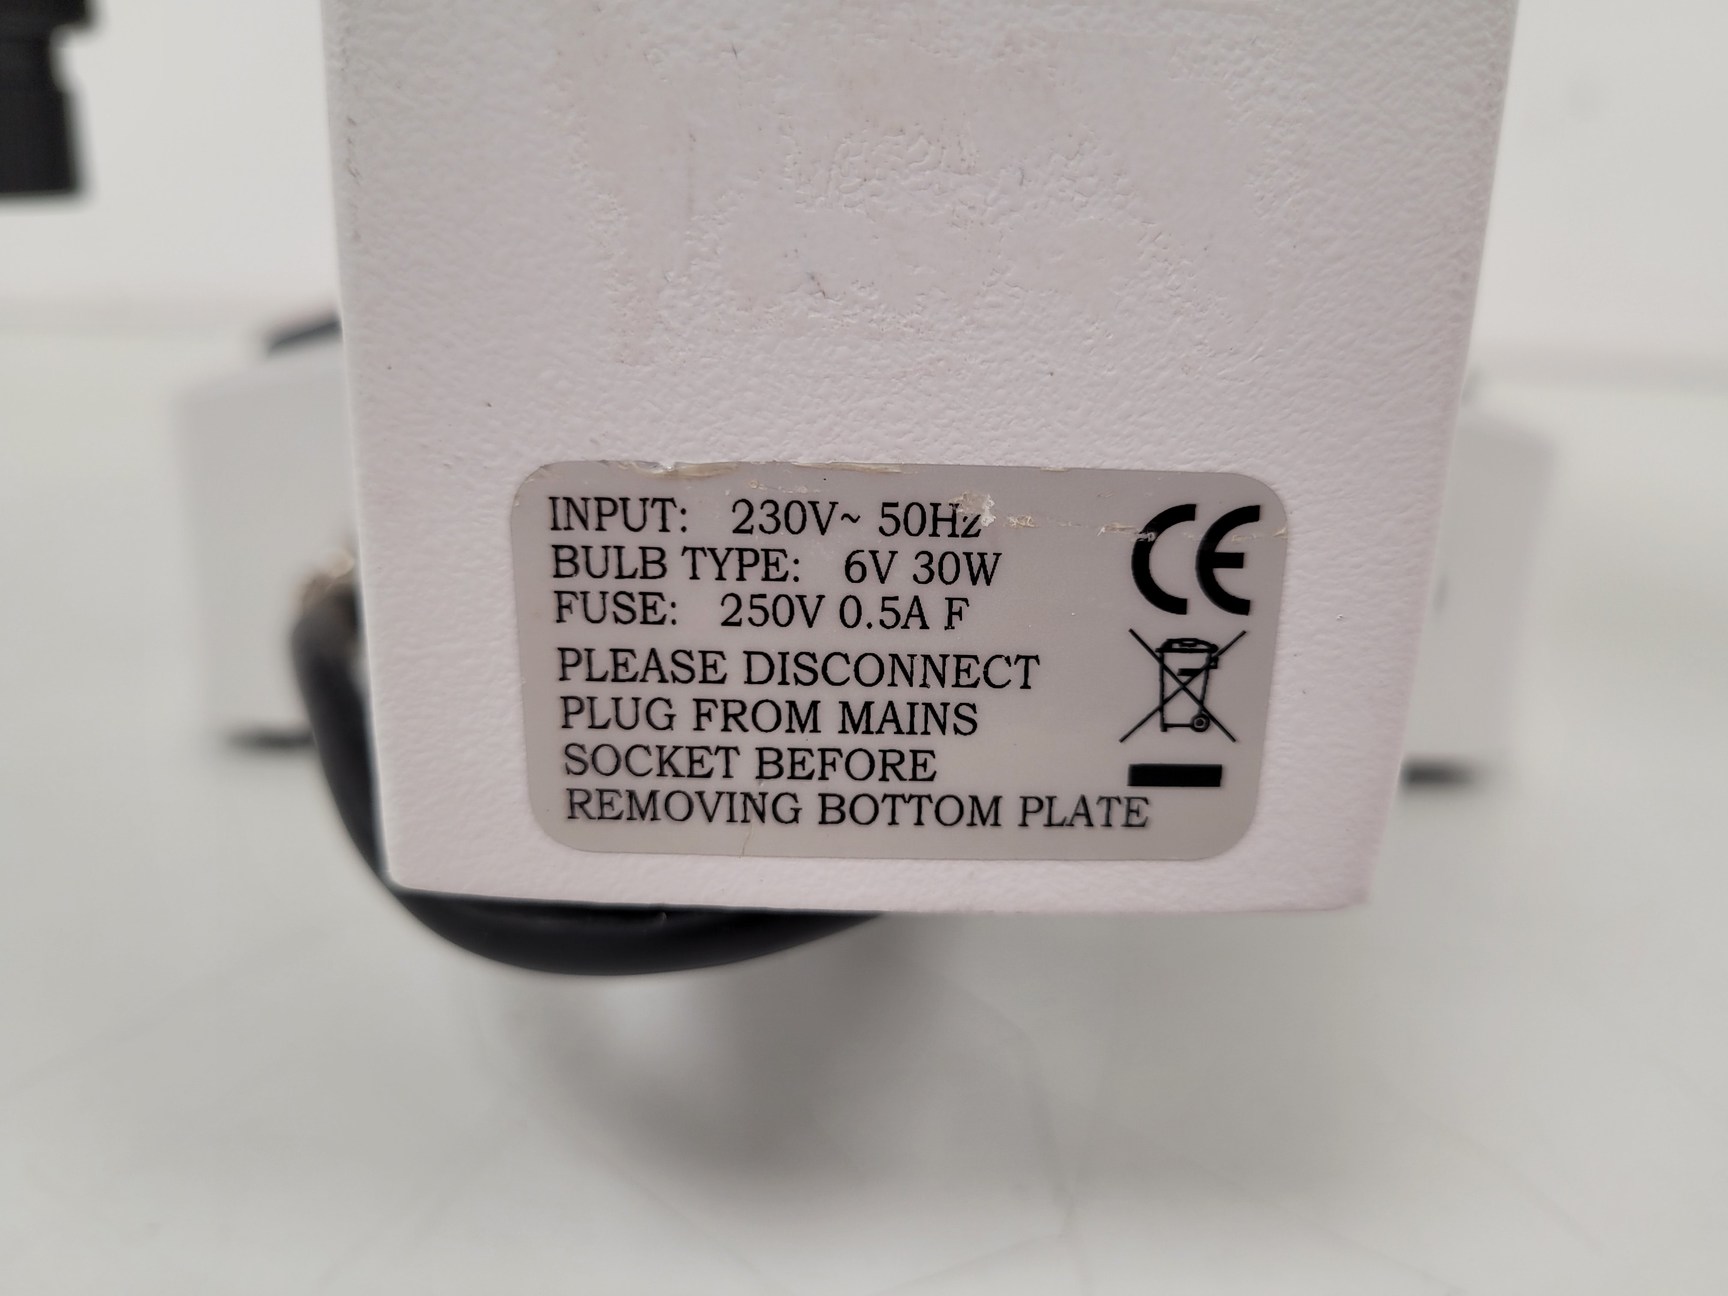 INPUT: 230V~ 50Hz
BULB TYPE: 6V 30W
FUSE: 250V 0.5A F
PLEASE DISCONNECT
PLUG FROM MAINS
SOCKET BEFORE
REMOVING BOTTOM PLATE
CE